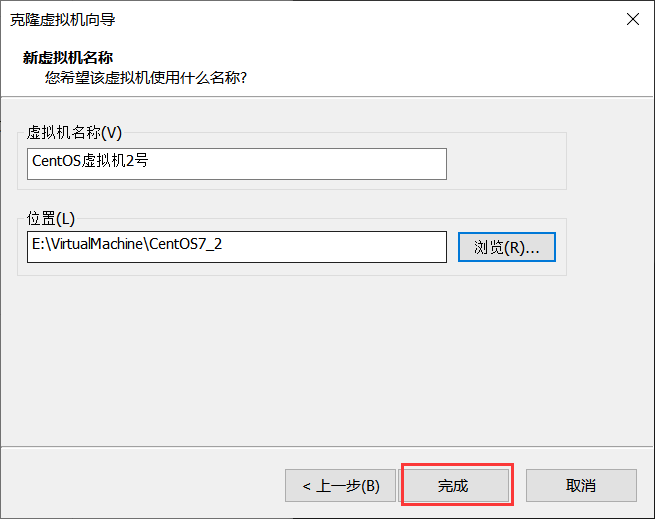 克隆虚拟机向导
新虚拟机名称
您希望该虚拟机使用什么名称?
虚拟机名称(V)
CentOS虚拟机2号
位置(L)
E:\VirtualMachine\CentOS7_2
浏览(R)...
< 上一步(B)
完成
取消